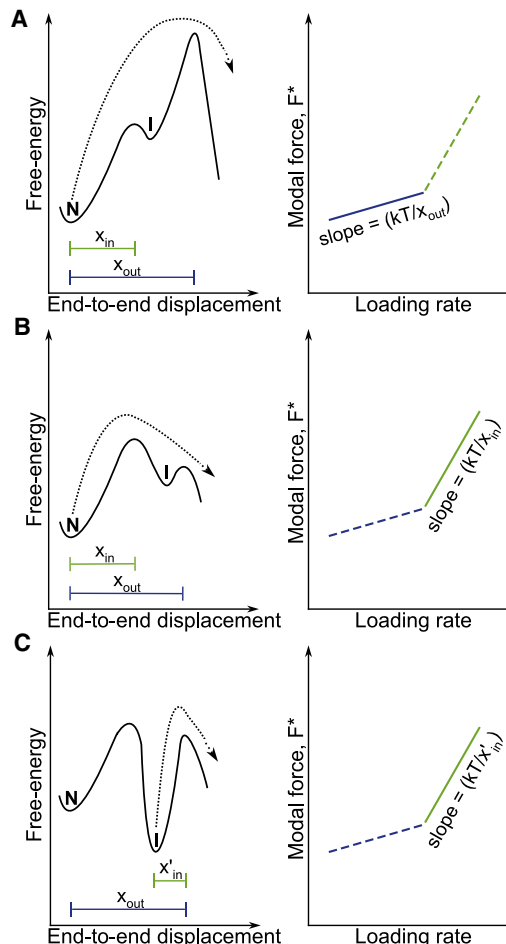 A
Free-energy
N
I
x_in
x_out
End-to-end displacement
Modal force, F*
slope = (kT/x_out)
Loading rate
B
Free-energy
N
I
x_in
x_out
End-to-end displacement
Modal force, F*
slope = (kT/x_in)
Loading rate
C
Free-energy
N
I
x'_in
x_out
End-to-end displacement
Modal force, F*
slope = (kT/x'_in)
Loading rate